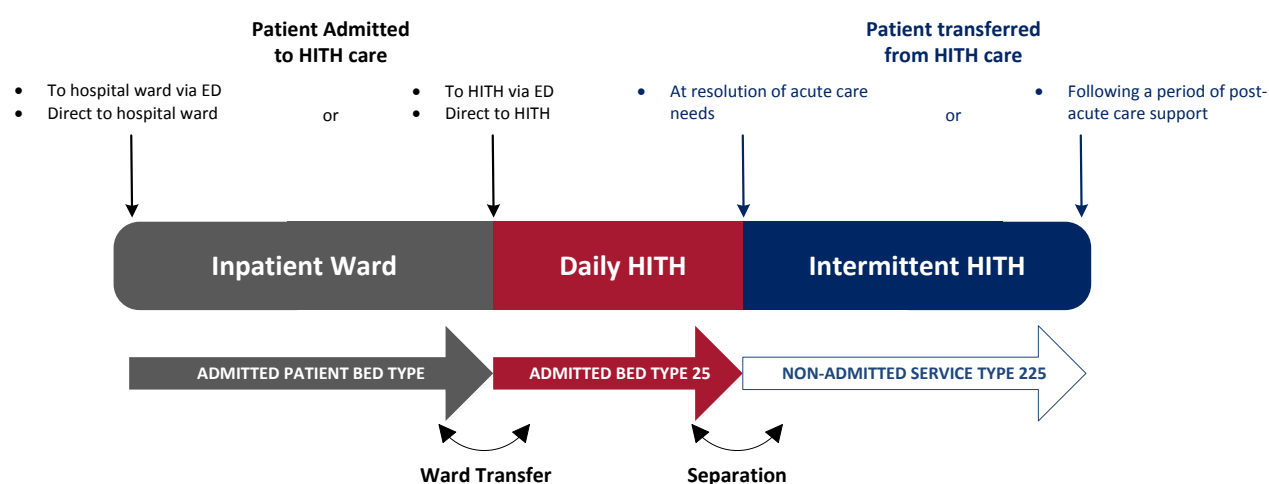 Patient Admitted
to HITH care
Patient transferred
from HITH care
• To hospital ward via ED
• Direct to hospital ward
or
• To HITH via ED
• Direct to HITH
• At resolution of acute care
needs
or
• Following a period of post-
acute care support
Inpatient Ward
Daily HITH
Intermittent HITH
ADMITTED PATIENT BED TYPE
ADMITTED BED TYPE 25
NON-ADMITTED SERVICE TYPE 225
Ward Transfer
Separation